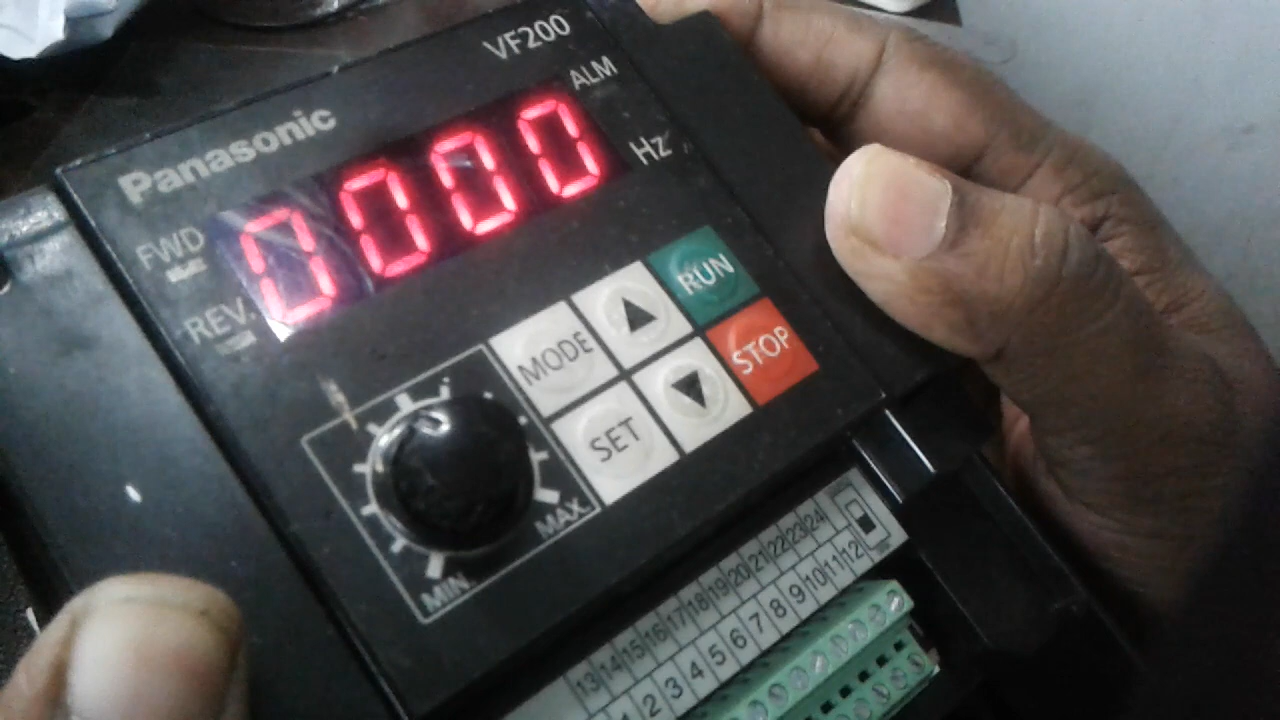 VF200
Panasonic
ALM
0000
Hz
FWD
REV.
MODE
RUN
SET
STOP
MIN.
MAX.
13 14 15 16 17 18 19 20 21 22 23 24
1 2 3 4 5 6 7 8 9 10 11 12